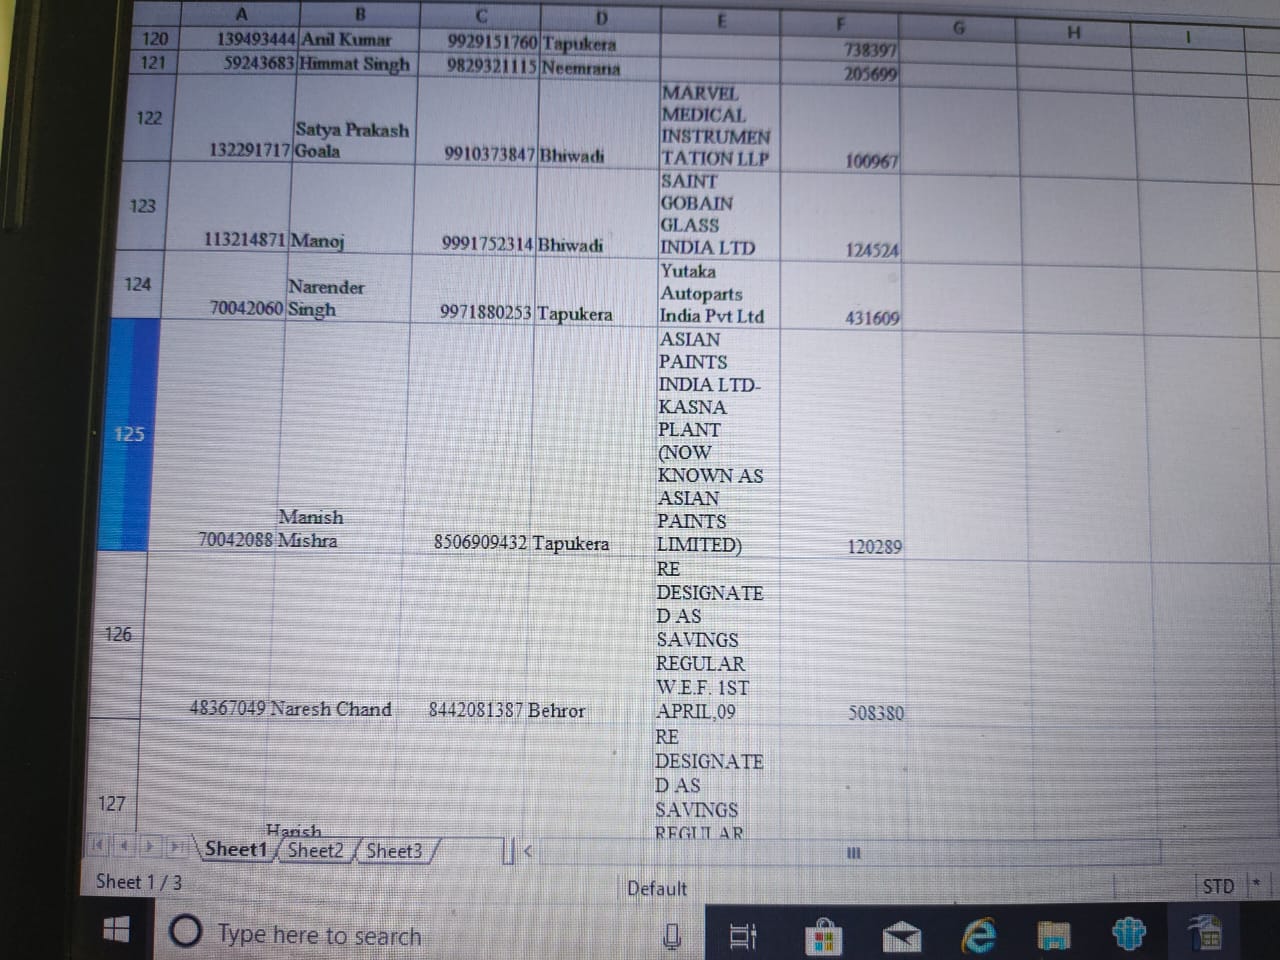 A B C D E F G H I
120 139493444 Anil Kumar 9929151760 Tapukera 738397
121 59243683 Himmat Singh 9829321115 Neemrana 205699
MARVEL
MEDICAL
122 Satya Prakash INSTRUMEN
132291717 Goala 9910373847 Bhiwadi TATION LLP 100967
SAINT
123 GOBAIN
GLASS
113214871 Manoj 9991752314 Bhiwadi INDIA LTD 124524
Yutaka
124 Narender Autoparts
70042060 Singh 9971880253 Tapukera India Pvt Ltd 431609
ASIAN
PAINTS
INDIA LTD-
KASNA
125 PLANT
(NOW
KNOWN AS
ASIAN
Manish PAINTS
70042088 Mishra 8506909432 Tapukera LIMITED) 120289
RE
DESIGNATE
D AS
126 SAVINGS
REGULAR
W.E.F. 1ST
48367049 Naresh Chand 8442081387 Behror APRIL,09 508380
RE
DESIGNATE
D AS
127 SAVINGS
Harish REGULAR
Sheet1 Sheet2 Sheet3
Sheet 1 / 3 Default STD *
Type here to search